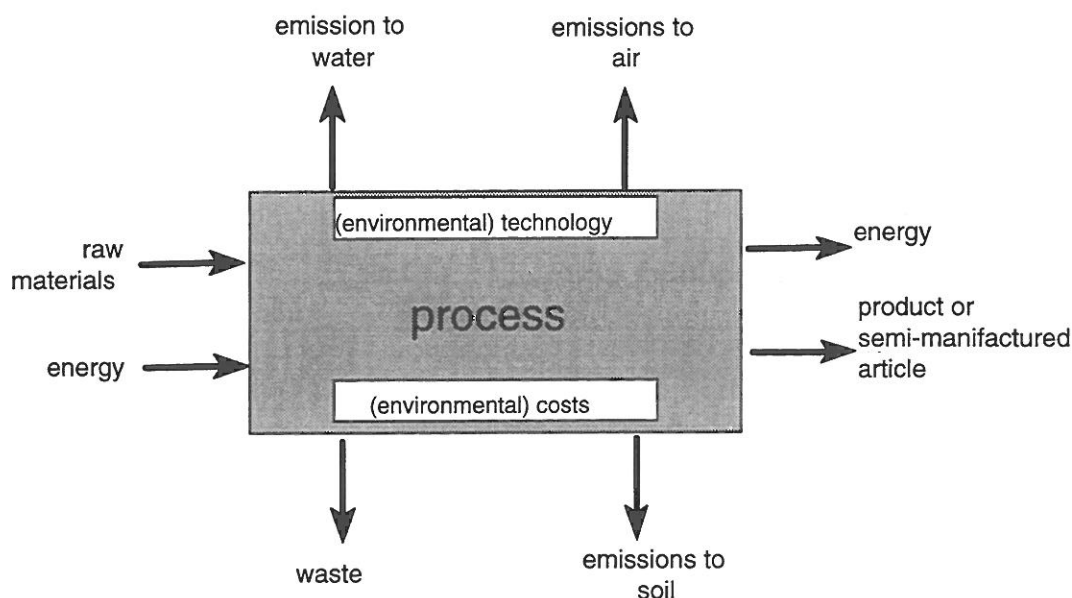 emission to
water
emissions to
air
(environmental) technology
raw
materials
energy
process
energy
product or
semi-manifactured
article
(environmental) costs
waste
emissions to
soil